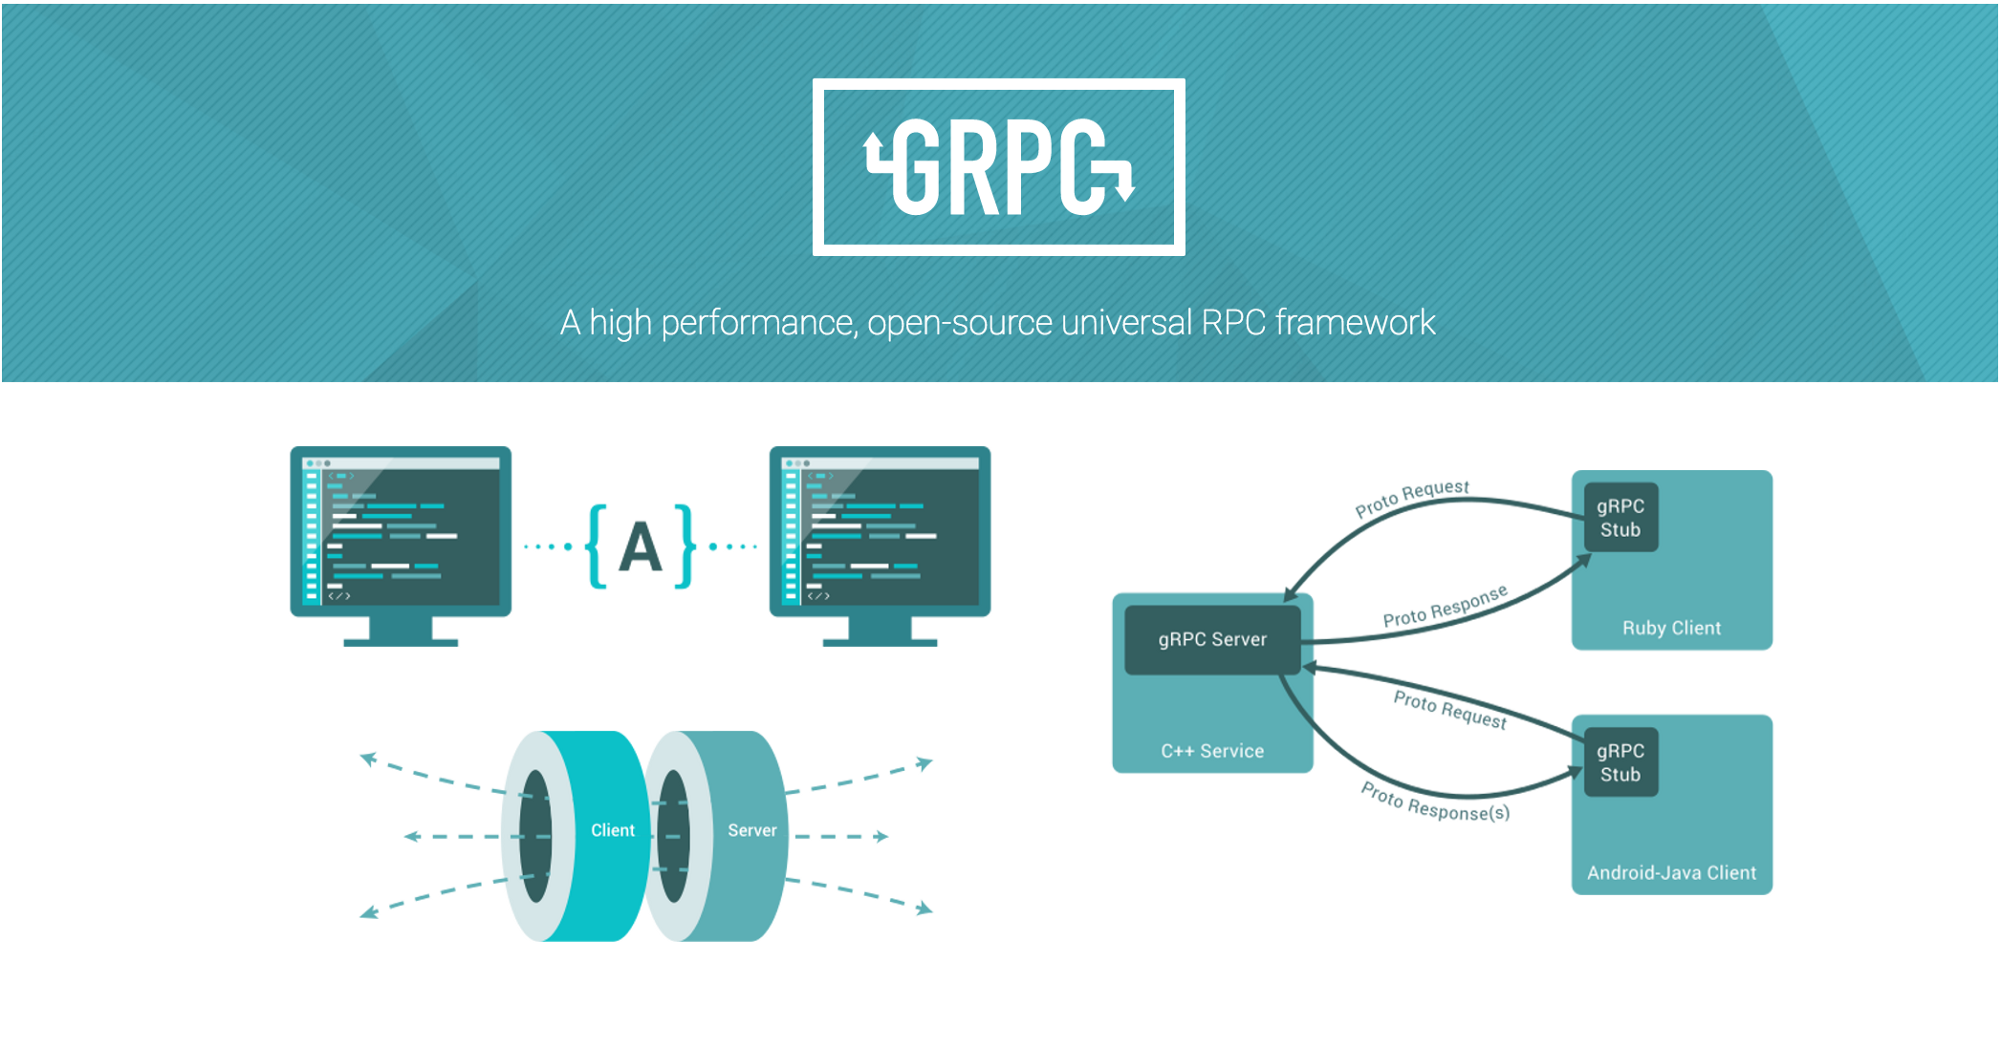 GRPC
A high performance, open-source universal RPC framework
{ A }
</>
</>
Client
Server
Proto Request
gRPC
Stub
Proto Response
Ruby Client
gRPC Server
C++ Service
Proto Request
gRPC
Stub
Proto Response(s)
Android-Java Client